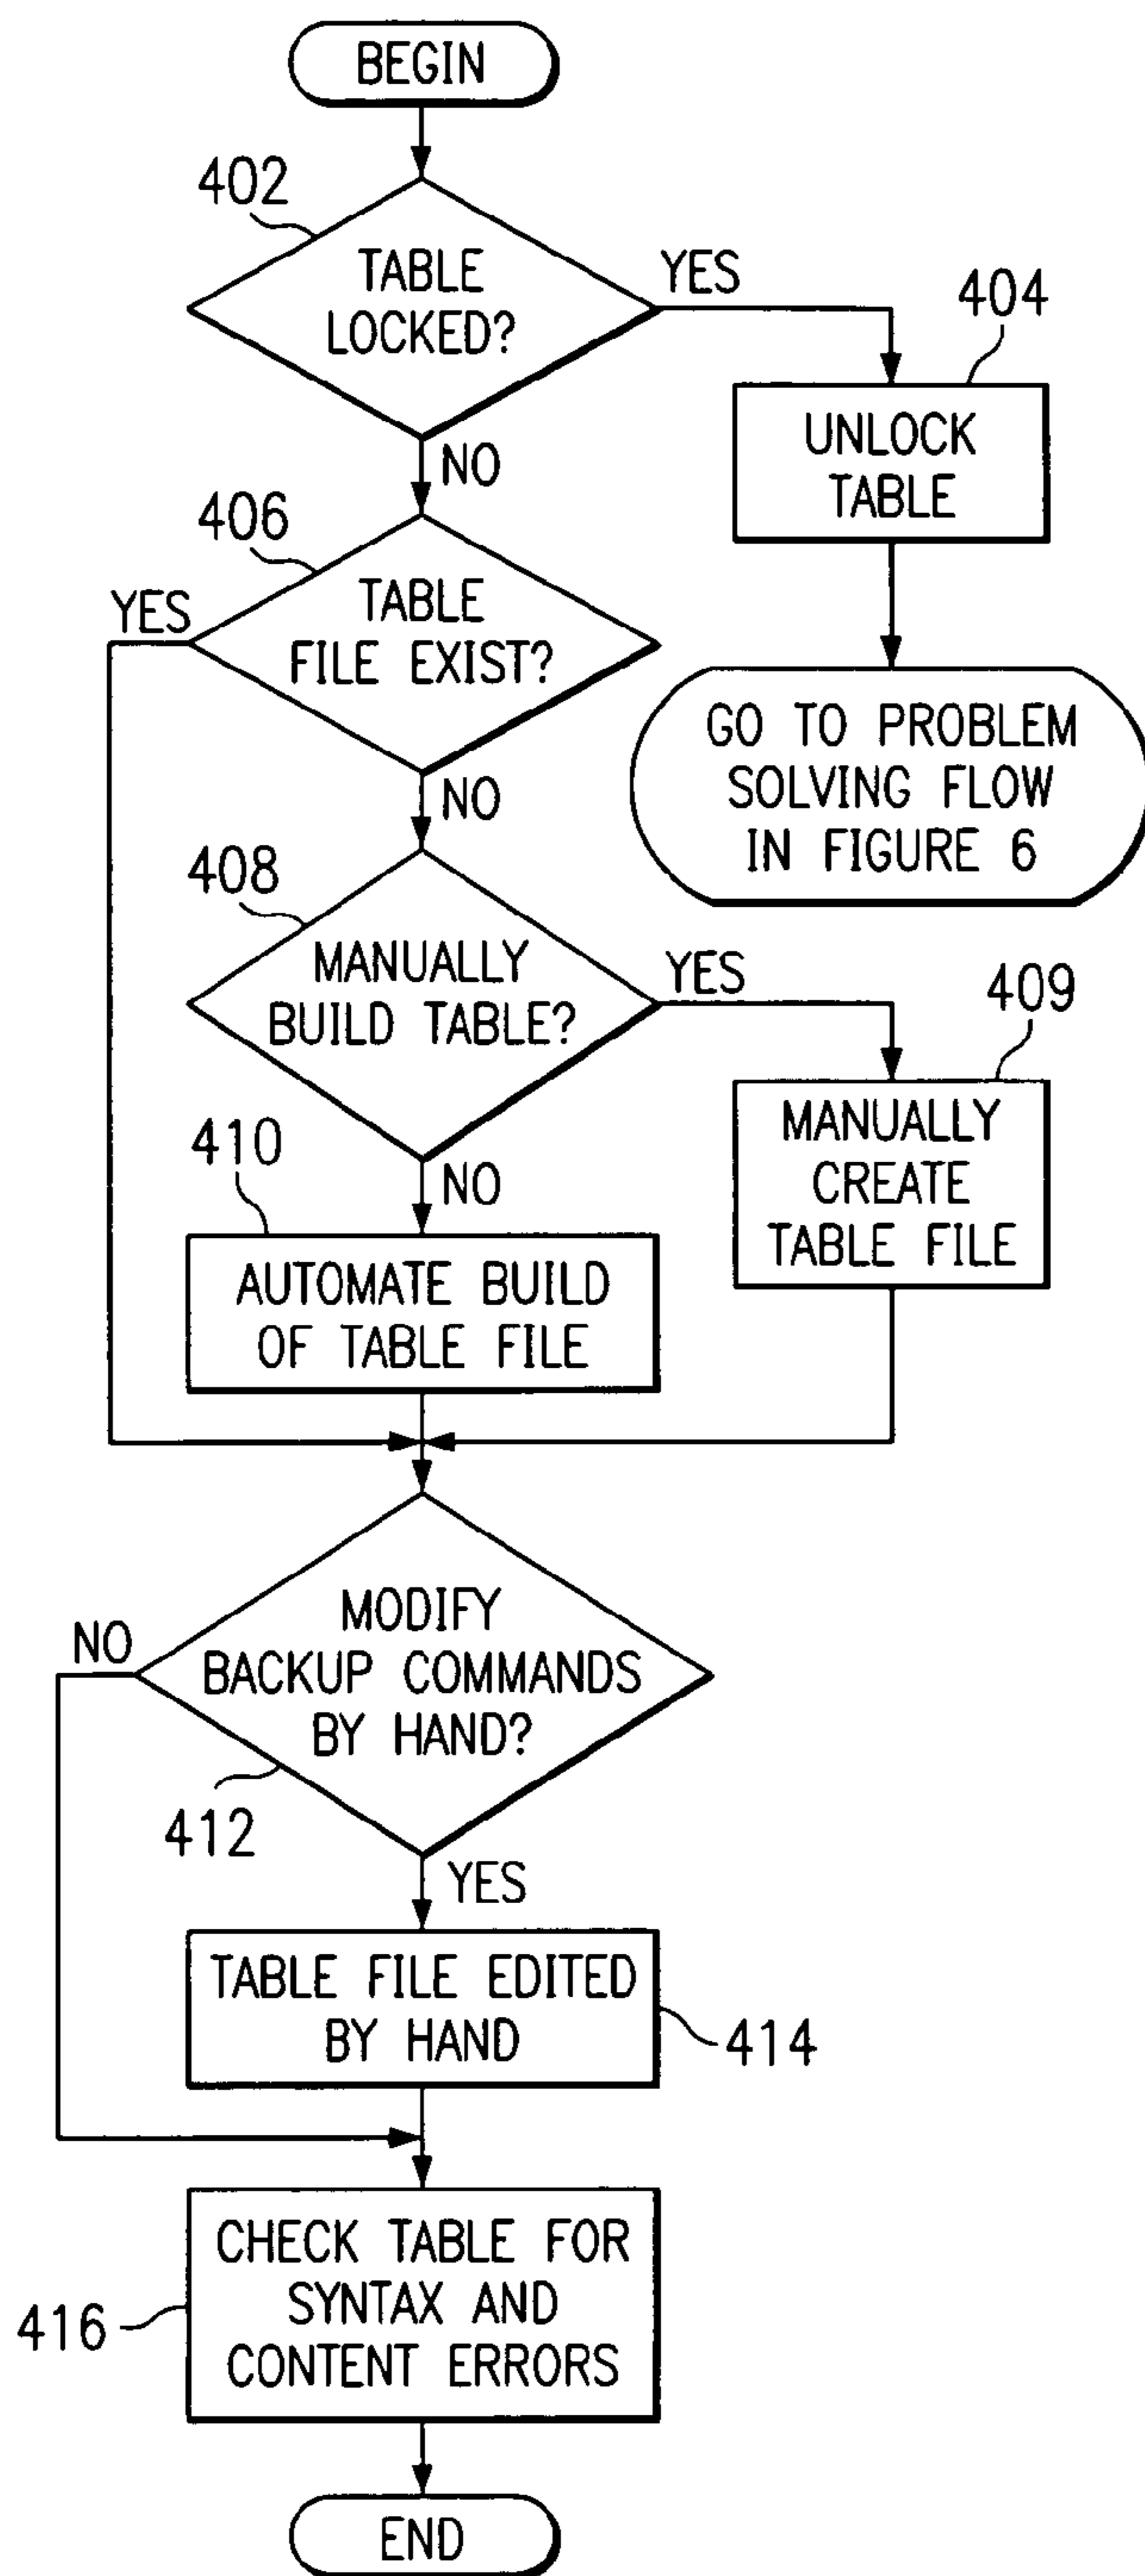 BEGIN
402
TABLE
LOCKED?
YES
404
UNLOCK
TABLE
NO
406
YES
TABLE
FILE EXIST?
GO TO PROBLEM
SOLVING FLOW
IN FIGURE 6
NO
408
MANUALLY
BUILD TABLE?
YES
409
MANUALLY
CREATE
TABLE FILE
410
NO
AUTOMATE BUILD
OF TABLE FILE
MODIFY
BACKUP COMMANDS
BY HAND?
NO
412
YES
TABLE FILE EDITED
BY HAND
414
CHECK TABLE FOR
SYNTAX AND
CONTENT ERRORS
416
END